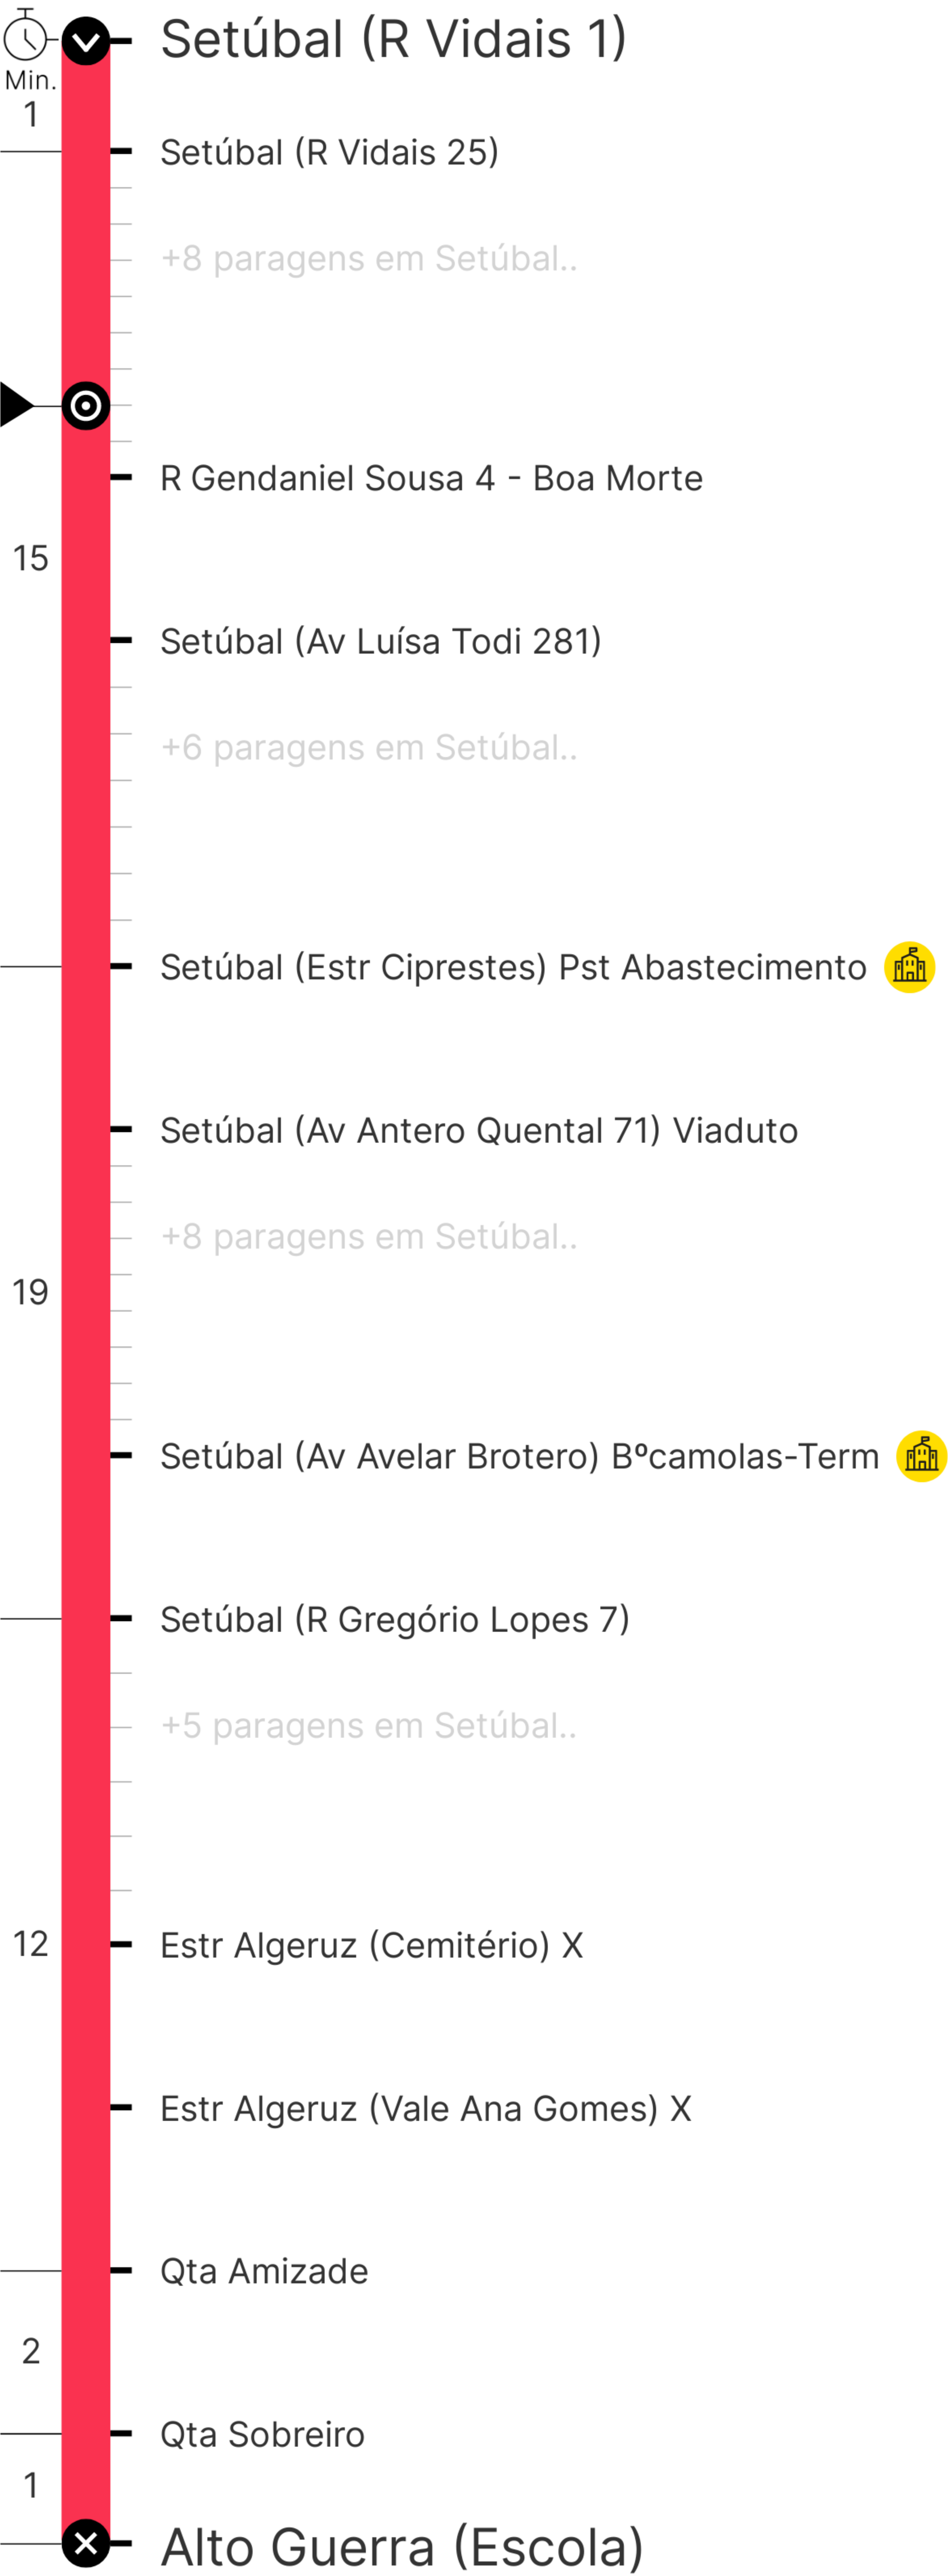 Setúbal (R Vidais 1)
Min.
1
Setúbal (R Vidais 25)
+8 paragens em Setúbal..
R Gendaniel Sousa 4 - Boa Morte
15
Setúbal (Av Luísa Todi 281)
+6 paragens em Setúbal..
Setúbal (Estr Ciprestes) Pst Abastecimento
Setúbal (Av Antero Quental 71) Viaduto
+8 paragens em Setúbal..
19
Setúbal (Av Avelar Brotero) Bºcamolas-Term
Setúbal (R Gregório Lopes 7)
+5 paragens em Setúbal..
12
Estr Algeruz (Cemitério) X
Estr Algeruz (Vale Ana Gomes) X
Qta Amizade
2
Qta Sobreiro
1
Alto Guerra (Escola)